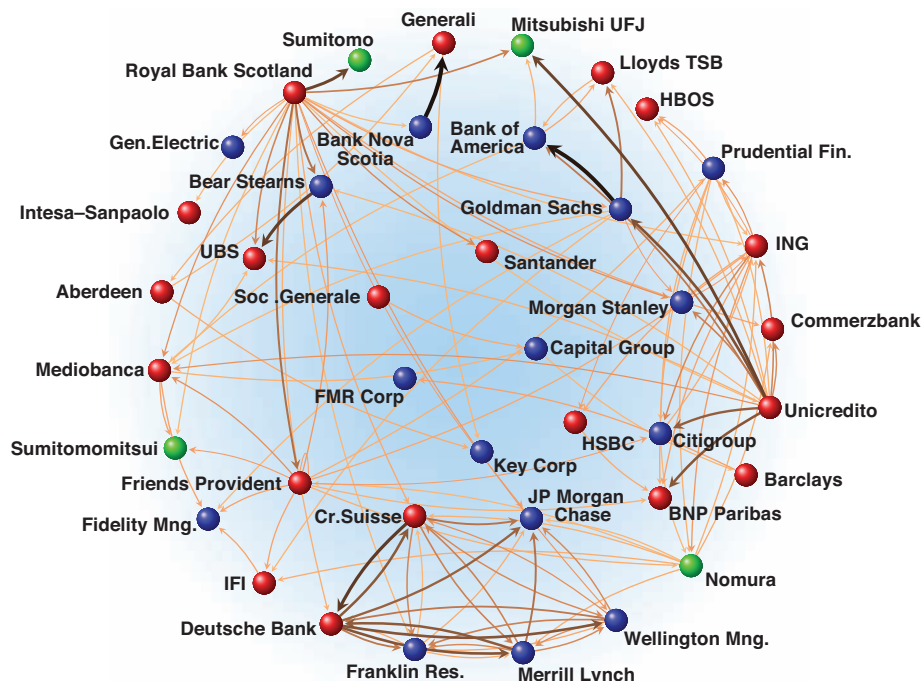 Generali
Mitsubishi UFJ
Sumitomo
Royal Bank Scotland
Lloyds TSB
HBOS
Gen.Electric
Bank Nova
Scotia
Bank of
America
Prudential Fin.
Bear Stearns
Intesa–Sanpaolo
Goldman Sachs
UBS
Santander
ING
Aberdeen
Soc .Generale
Morgan Stanley
Commerzbank
Mediobanca
Capital Group
FMR Corp
Unicredito
Sumitomomitsui
HSBC
Citigroup
Key Corp
Barclays
Friends Provident
JP Morgan
Chase
BNP Paribas
Fidelity Mng.
Cr.Suisse
IFI
Nomura
Deutsche Bank
Wellington Mng.
Franklin Res.
Merrill Lynch